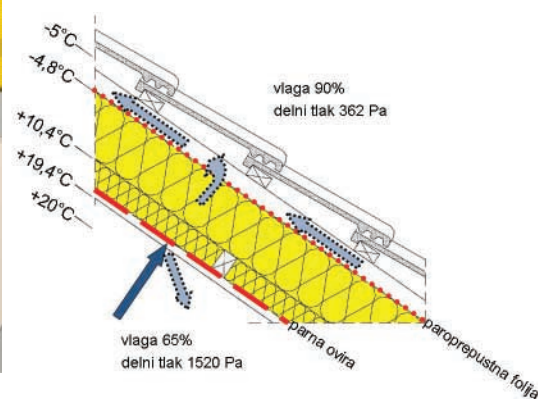 -5°C
-4,8°C
+10,4°C
+19,4°C
+20°C
vlaga 90%
delni tlak 362 Pa
vlaga 65%
delni tlak 1520 Pa
parna ovira
paroprepustna folija